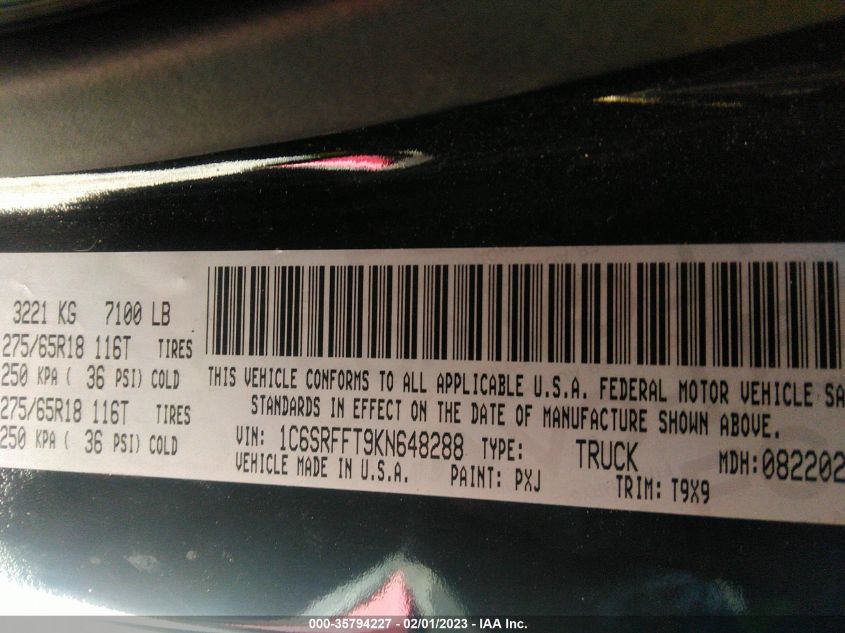 3221 KG 7100 LB
275/65R18 116T TIRES
250 KPA ( 36 PSI) COLD
275/65R18 116T TIRES
250 KPA ( 36 PSI) COLD
THIS VEHICLE CONFORMS TO ALL APPLICABLE U.S.A. FEDERAL MOTOR VEHICLE SA
STANDARDS IN EFFECT ON THE DATE OF MANUFACTURE SHOWN ABOVE.
VIN: 1C6SRFFT9KN648288 TYPE: TRUCK MDH:082202
VEHICLE MADE IN U.S.A. PAINT: PXJ TRIM: T9X9
000-35794227 - 02/01/2023 - IAA Inc.